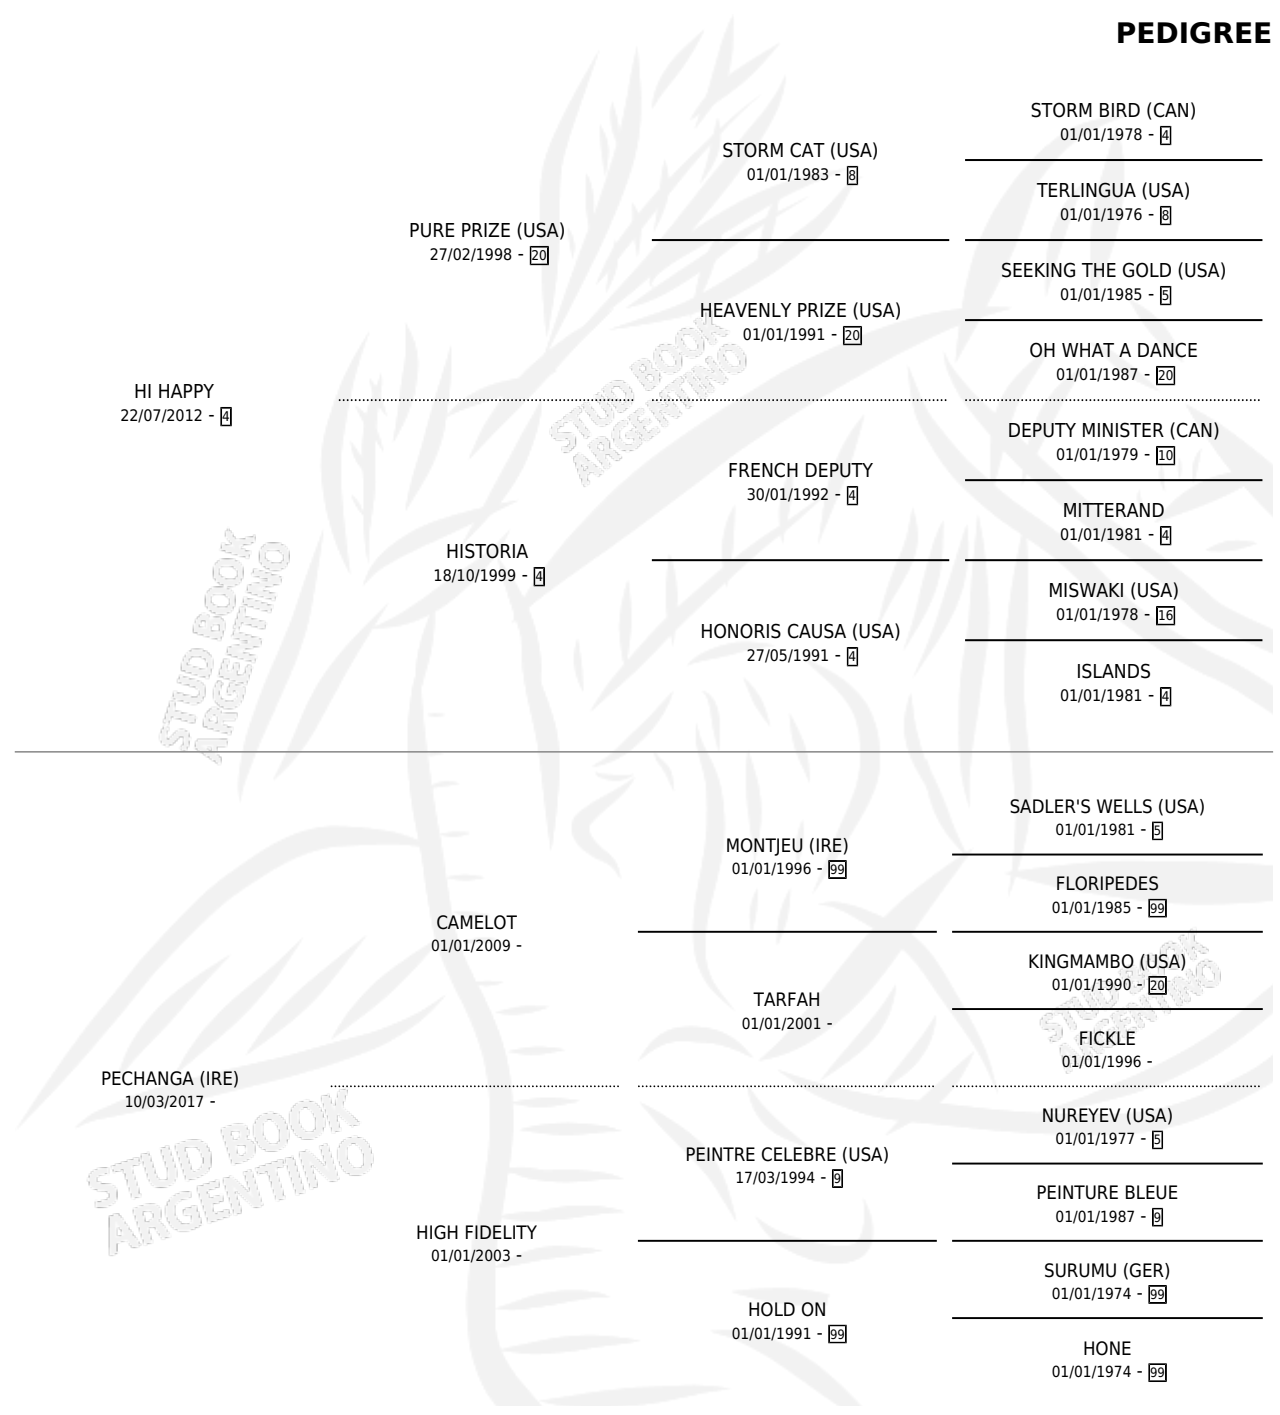 PEDIGREE
STORM BIRD (CAN)
01/01/1978 - 4
STORM CAT (USA)
01/01/1983 - 8
TERLINGUA (USA)
01/01/1976 - 8
PURE PRIZE (USA)
27/02/1998 - 20
SEEKING THE GOLD (USA)
01/01/1985 - 5
HEAVENLY PRIZE (USA)
01/01/1991 - 20
OH WHAT A DANCE
01/01/1987 - 20
HI HAPPY
22/07/2012 - 4
DEPUTY MINISTER (CAN)
01/01/1979 - 10
FRENCH DEPUTY
30/01/1992 - 4
MITTERAND
01/01/1981 - 4
HISTORIA
18/10/1999 - 4
MISWAKI (USA)
01/01/1978 - 16
HONORIS CAUSA (USA)
27/05/1991 - 4
ISLANDS
01/01/1981 - 4
SADLER'S WELLS (USA)
01/01/1981 - 5
MONTJEU (IRE)
01/01/1996 - 99
FLORIPEDES
01/01/1985 - 99
CAMELOT
01/01/2009 -
KINGMAMBO (USA)
01/01/1990 - 20
TARFAH
01/01/2001 -
FICKLE
01/01/1996 -
PECHANGA (IRE)
10/03/2017 -
NUREYEV (USA)
01/01/1977 - 5
PEINTRE CELEBRE (USA)
17/03/1994 - 9
PEINTURE BLEUE
01/01/1987 - 9
HIGH FIDELITY
01/01/2003 -
SURUMU (GER)
01/01/1974 - 99
HOLD ON
01/01/1991 - 99
HONE
01/01/1974 - 99
STUD BOOK
ARGENTINO
STUD BOOK
ARGENTINO
STUD BOOK
ARGENTINO
STUD BOOK
ARGENTINO